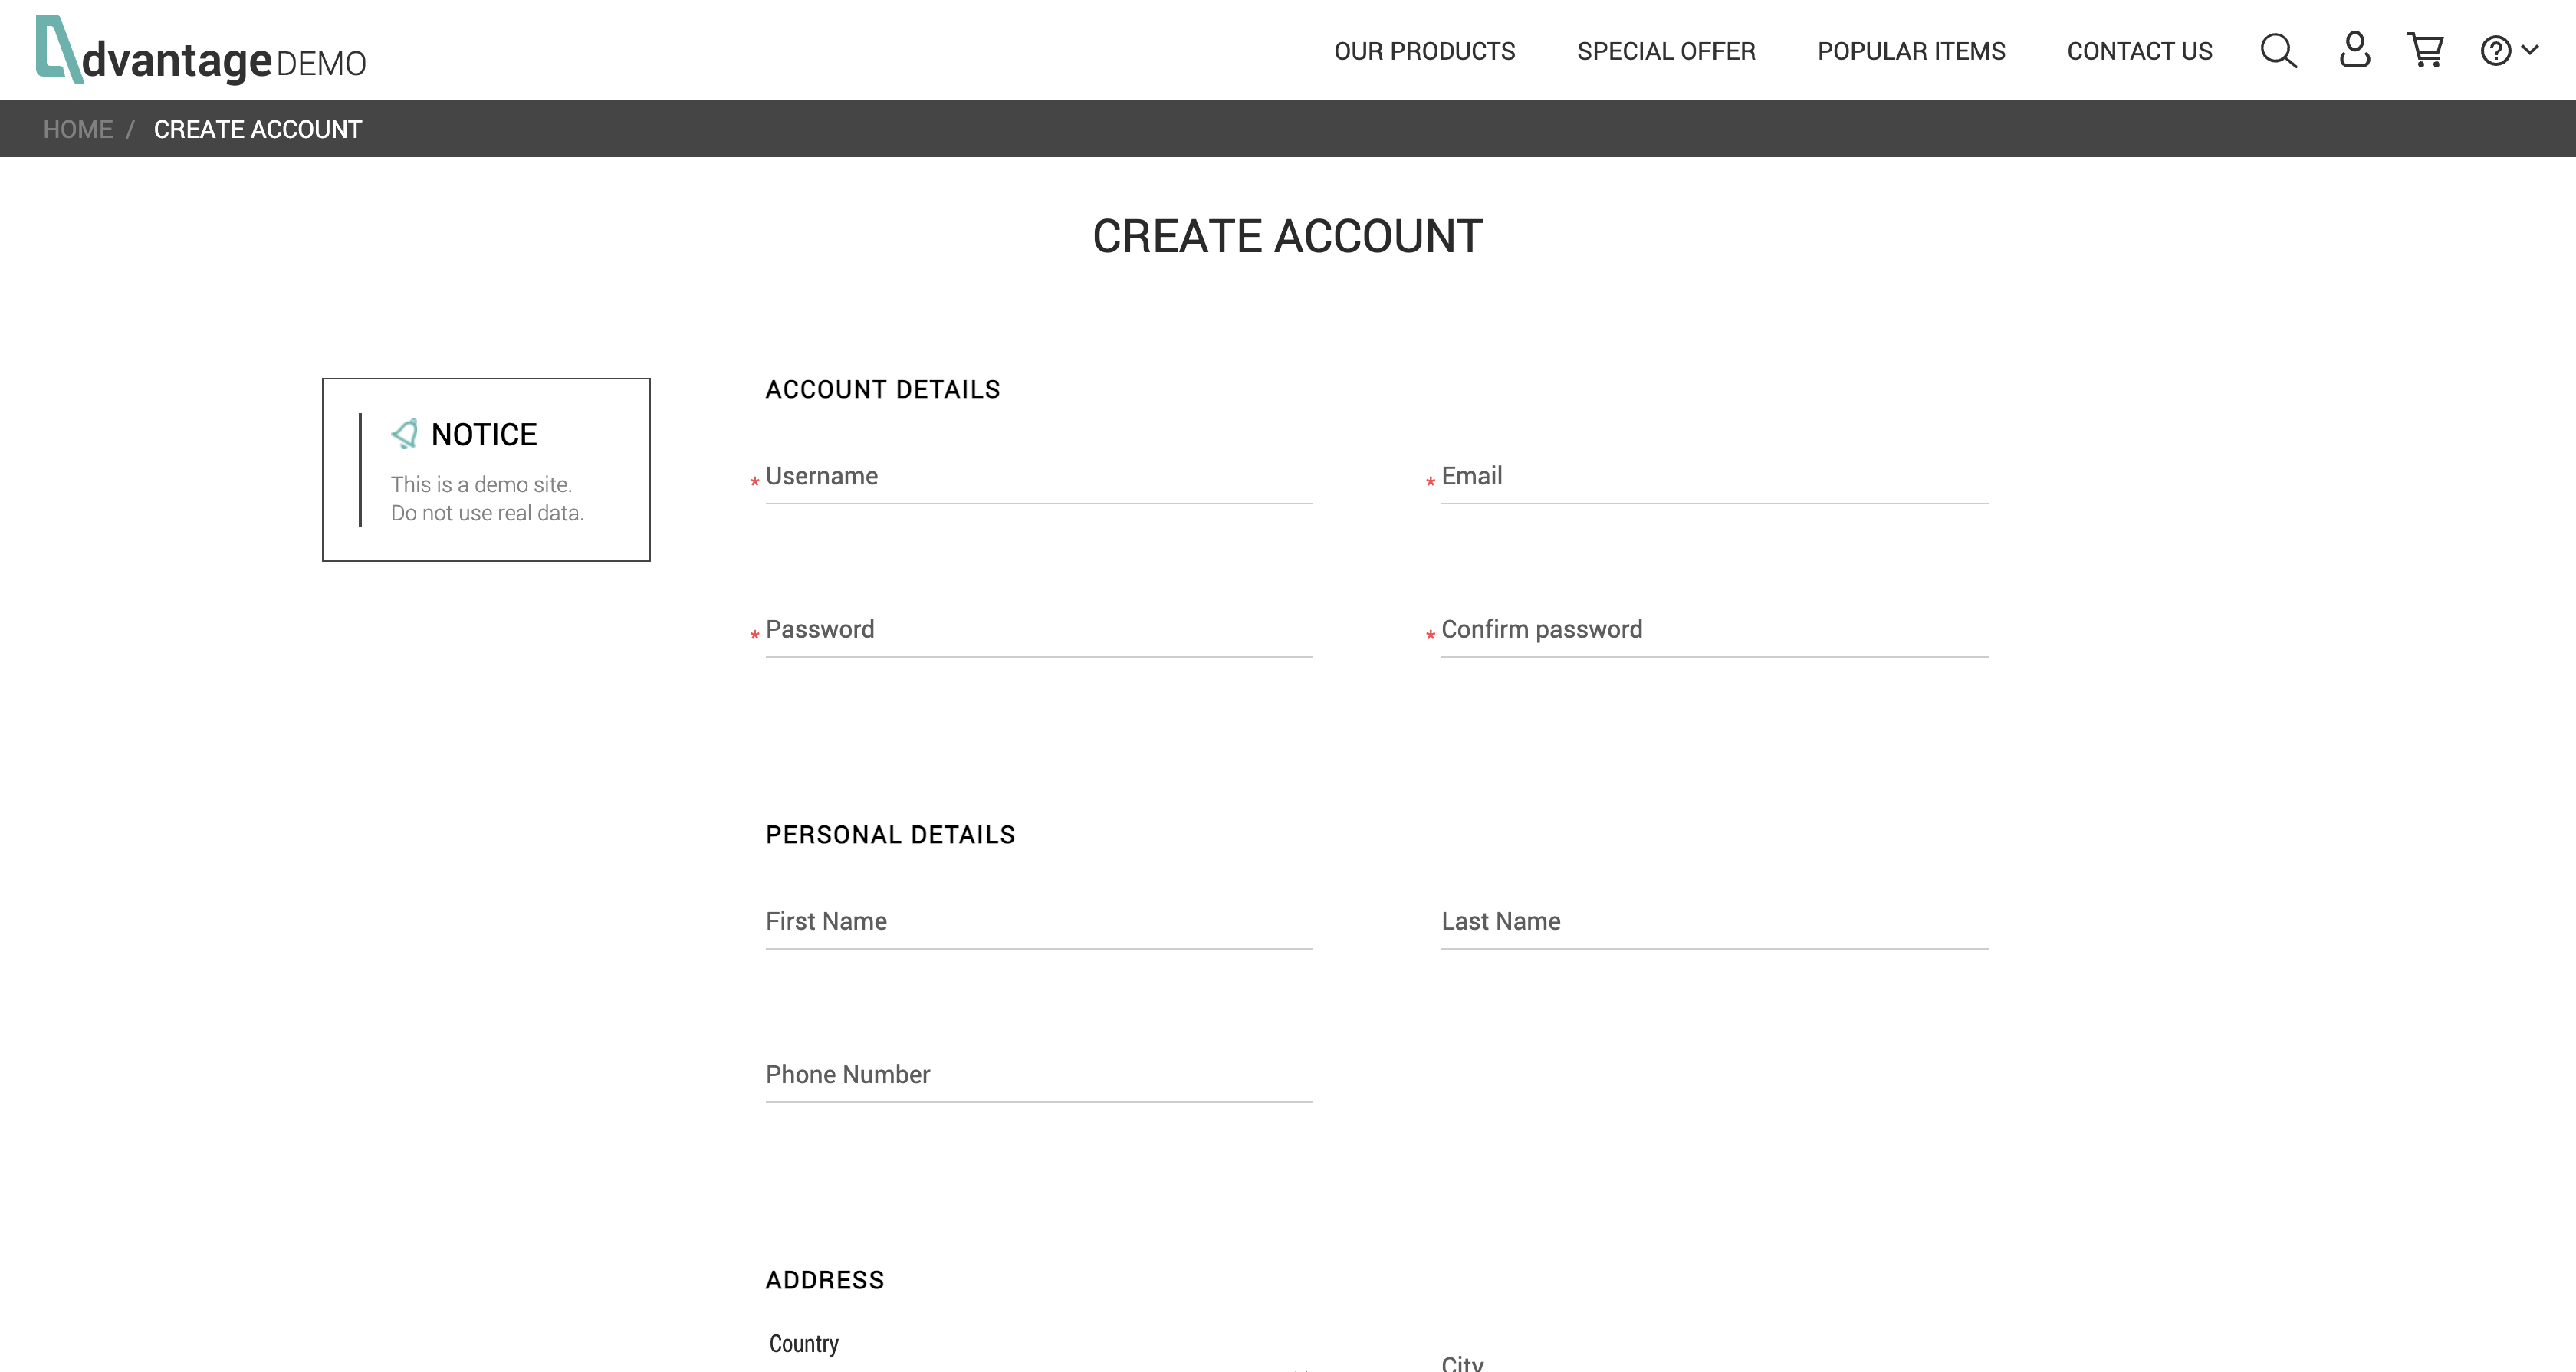 dvantage DEMO
OUR PRODUCTS
SPECIAL OFFER
POPULAR ITEMS
CONTACT US
HOME / CREATE ACCOUNT
CREATE ACCOUNT
NOTICE
This is a demo site.
Do not use real data.
ACCOUNT DETAILS
* Username
* Email
* Password
* Confirm password
PERSONAL DETAILS
First Name
Last Name
Phone Number
ADDRESS
Country
City